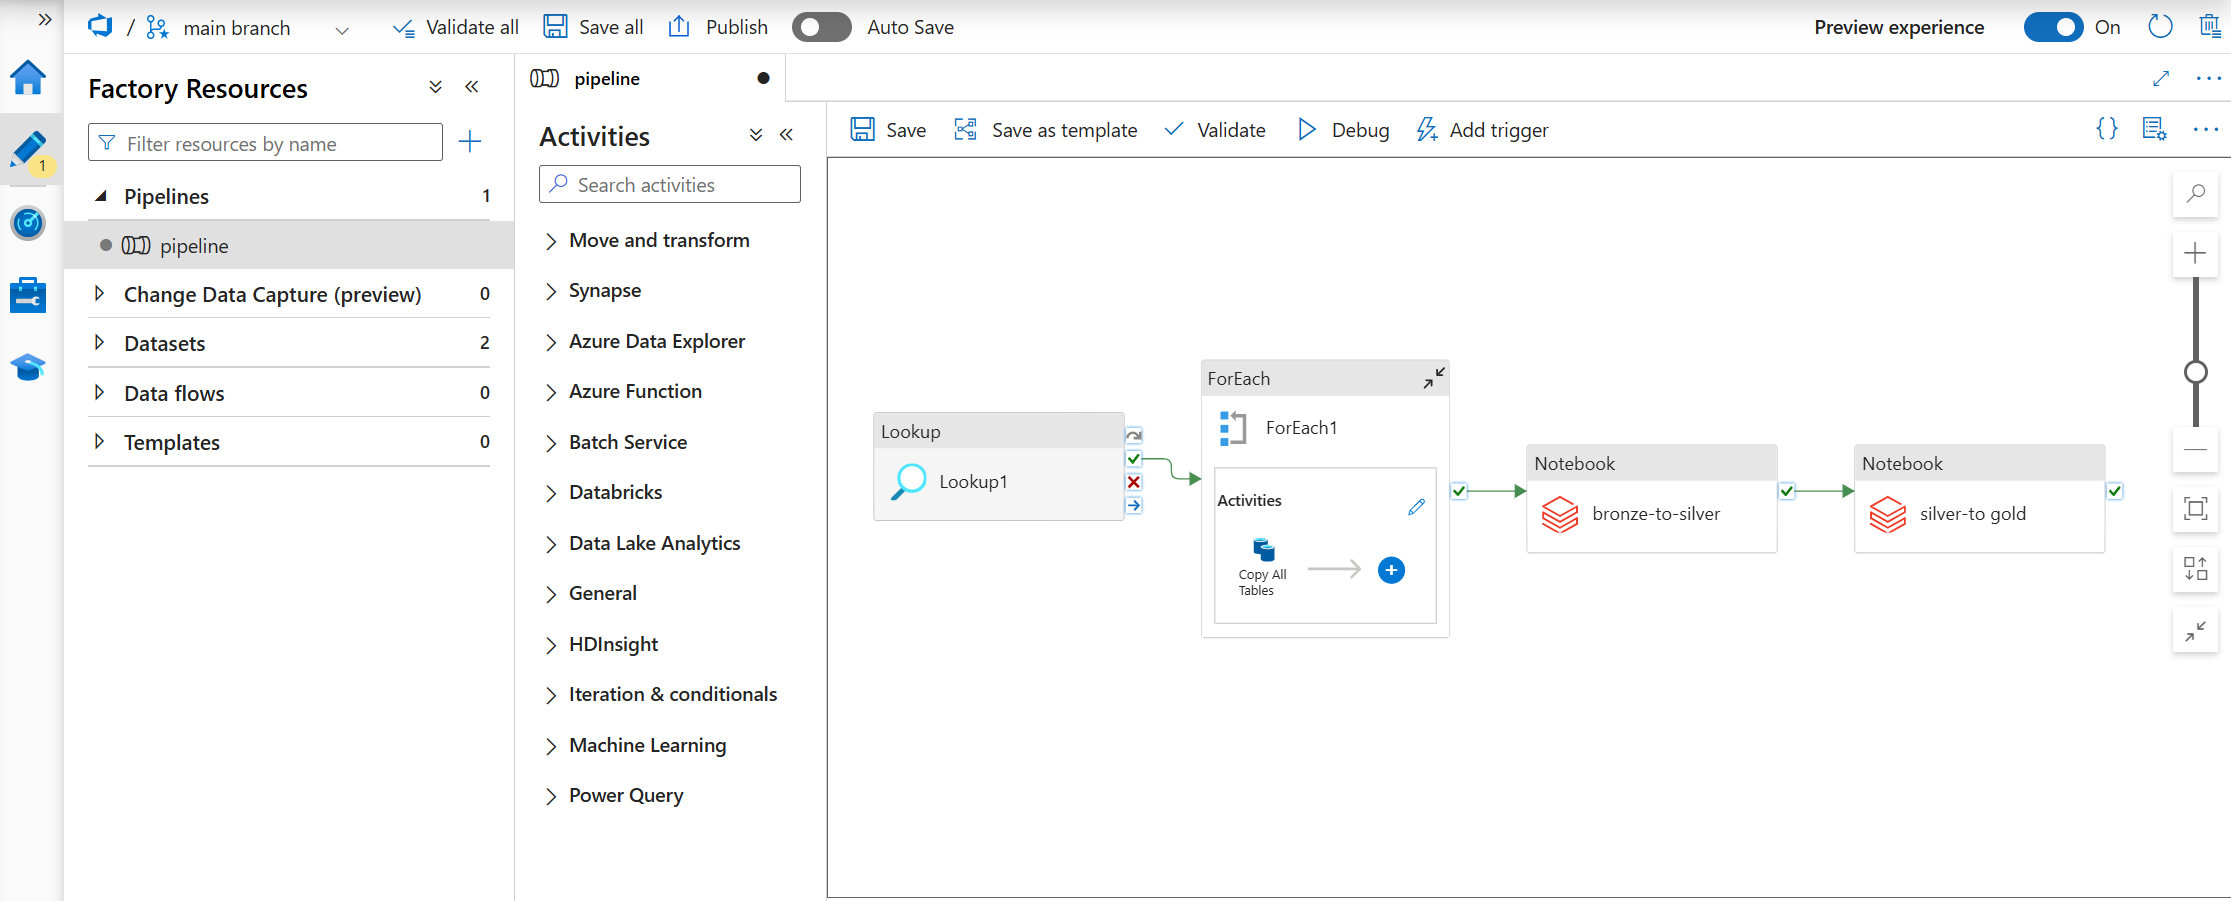 / main branch Validate all Save all Publish Auto Save Preview experience On
Factory Resources
Filter resources by name
1
Pipelines 1
pipeline
Change Data Capture (preview) 0
Datasets 2
Data flows 0
Templates 0
pipeline
Activities
Search activities
Move and transform
Synapse
Azure Data Explorer
Azure Function
Batch Service
Databricks
Data Lake Analytics
General
HDInsight
Iteration & conditionals
Machine Learning
Power Query
Save Save as template Validate Debug Add trigger
Lookup
Lookup1
ForEach
ForEach1
Activities
Copy All
Tables
Notebook
bronze-to-silver
Notebook
silver-to gold